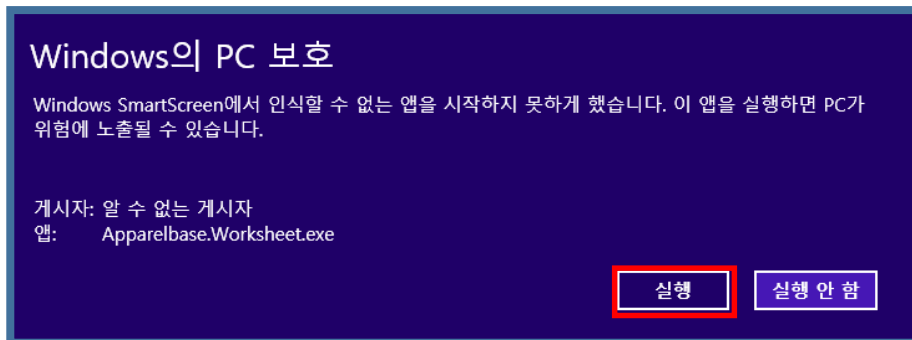 Windows의 PC 보호
Windows SmartScreen에서 인식할 수 없는 앱을 시작하지 못하게 했습니다. 이 앱을 실행하면 PC가
위험에 노출될 수 있습니다.
게시자: 알 수 없는 게시자
앱: Apparelbase.Worksheet.exe
실행 실행 안 함